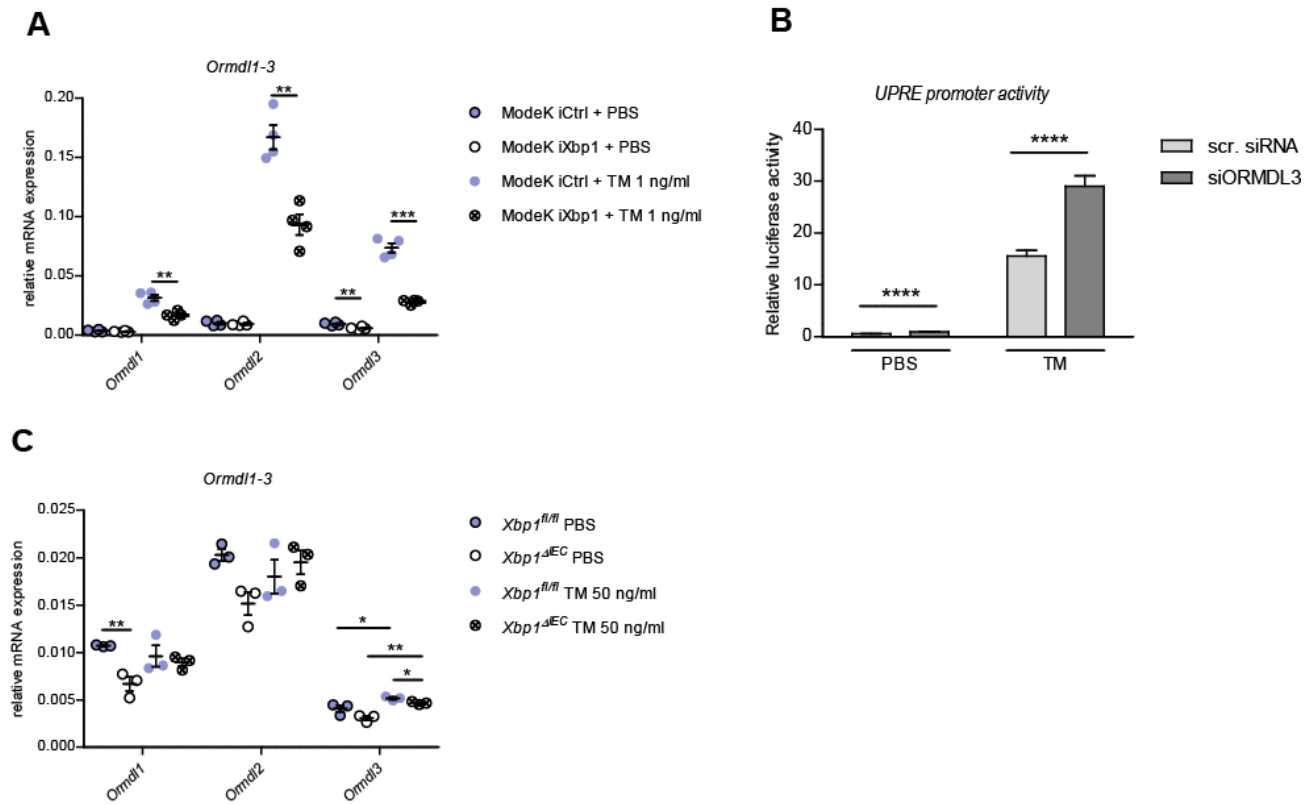 A
Ormdl1-3
relative mRNA expression
0.20
0.15
0.10
0.05
0.00
**
**
**
***
Ormdl1
Ormdl2
Ormdl3
ModeK iCtrl + PBS
ModeK iXbp1 + PBS
ModeK iCtrl + TM 1 ng/ml
ModeK iXbp1 + TM 1 ng/ml
B
UPRE promoter activity
Relative luciferase activity
40
30
20
10
0
****
****
PBS
TM
scr. siRNA
siORMDL3
C
Ormdl1-3
relative mRNA expression
0.025
0.020
0.015
0.010
0.005
0.000
**
*
**
*
Ormdl1
Ormdl2
Ormdl3
Xbp1fl/fl PBS
Xbp1ΔIEC PBS
Xbp1fl/fl TM 50 ng/ml
Xbp1ΔIEC TM 50 ng/ml